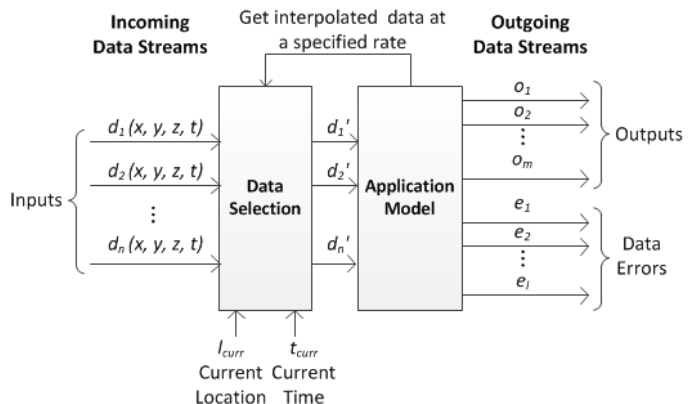 Incoming
Data Streams
Get interpolated data at
a specified rate
Outgoing
Data Streams
Inputs
d1(x, y, z, t)
d2(x, y, z, t)
⋮
dn(x, y, z, t)
Data
Selection
d1'
d2'
dn'
Application
Model
o1
o2
⋮
om
Outputs
e1
e2
⋮
el
Data
Errors
lcurr
Current
Location
tcurr
Current
Time